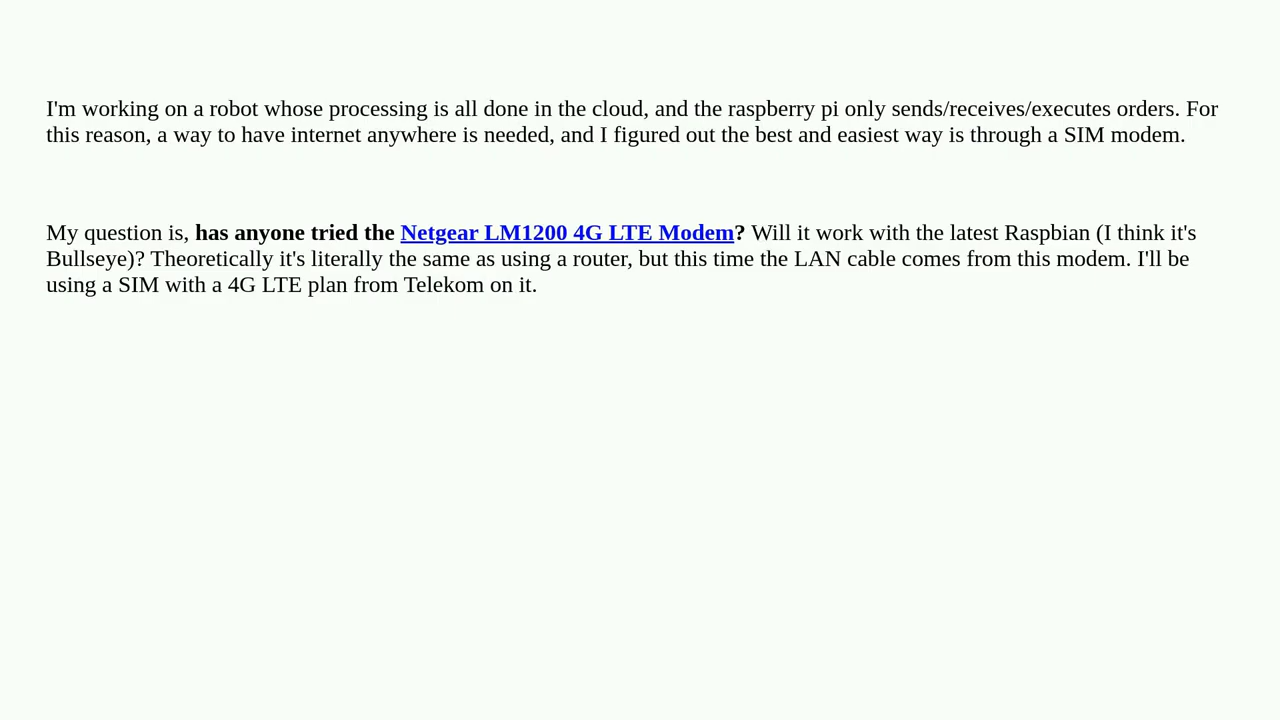 I'm working on a robot whose processing is all done in the cloud, and the raspberry pi only sends/receives/executes orders. For
this reason, a way to have internet anywhere is needed, and I figured out the best and easiest way is through a SIM modem.
My question is, has anyone tried the Netgear LM1200 4G LTE Modem? Will it work with the latest Raspbian (I think it's
Bullseye)? Theoretically it's literally the same as using a router, but this time the LAN cable comes from this modem. I'll be
using a SIM with a 4G LTE plan from Telekom on it.